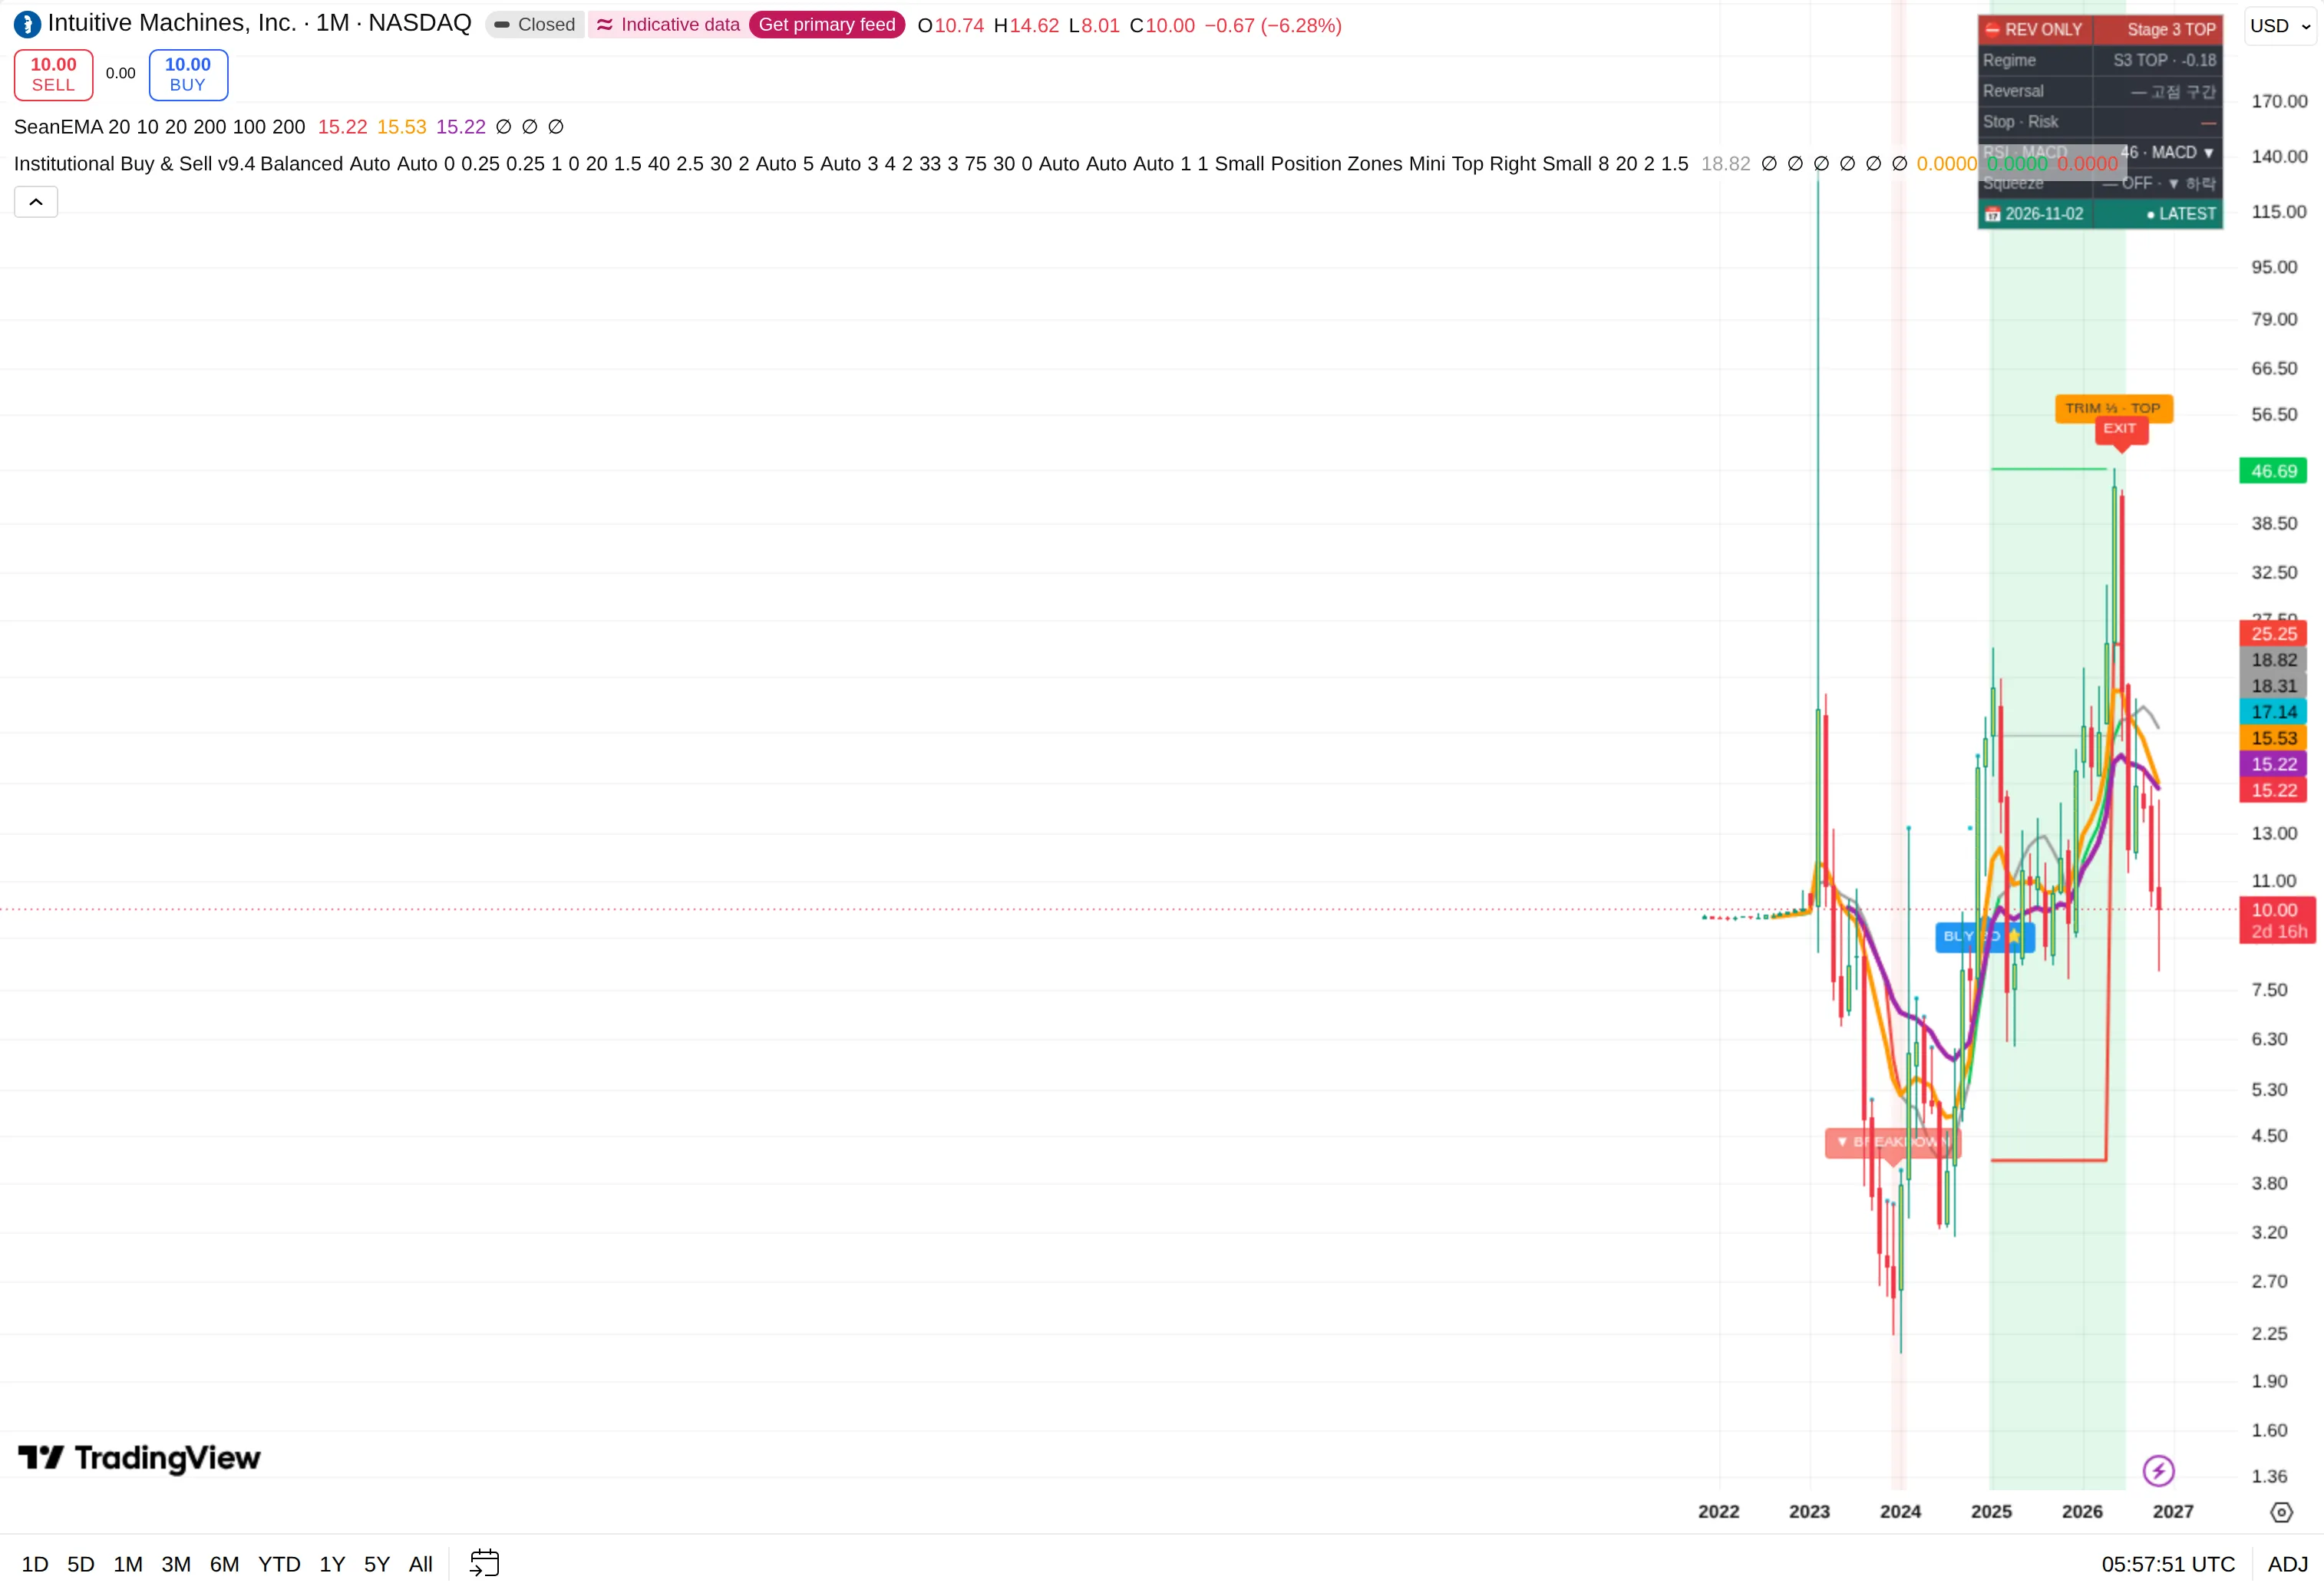 Intuitive Machines, Inc. · 1M · NASDAQ Closed Indicative data Get primary feed O10.74 H14.62 L8.01 C10.00 −0.67 (−6.28%)
10.00 SELL 0.00 10.00 BUY
SeanEMA 20 10 20 200 100 200 15.22 15.53 15.22 ∅ ∅ ∅
Institutional Buy & Sell v9.4 Balanced Auto Auto 0 0.25 0.25 1 0 20 1.5 40 2.5 30 2 Auto 5 Auto 3 4 2 33 3 75 30 0 Auto Auto Auto 1 1 Small Position Zones Mini Top Right Small 8 20 2 1.5 18.82 ∅ ∅ ∅ ∅ ∅ ∅ 0.0000 0.0000 0.0000
⛔ REV ONLY Stage 3 TOP
Regime S3 TOP · -0.18
Reversal — 고점 구간
Stop · Risk —
RSI · MACD 46 · MACD ▼
Squeeze — OFF · ▼ 하락
📅 2026-11-02 ● LATEST
USD
170.00
140.00
115.00
95.00
79.00
66.50
56.50
46.69
38.50
32.50
27.50
25.25
18.82
18.31
17.14
15.53
15.22
15.22
13.00
11.00
10.00
2d 16h
7.50
6.30
5.30
4.50
3.80
3.20
2.70
2.25
1.90
1.60
1.36
TRIM ⅓ · TOP
EXIT
▼ BREAKDOWN
TradingView
2022 2023 2024 2025 2026 2027
1D 5D 1M 3M 6M YTD 1Y 5Y All 05:57:51 UTC ADJ